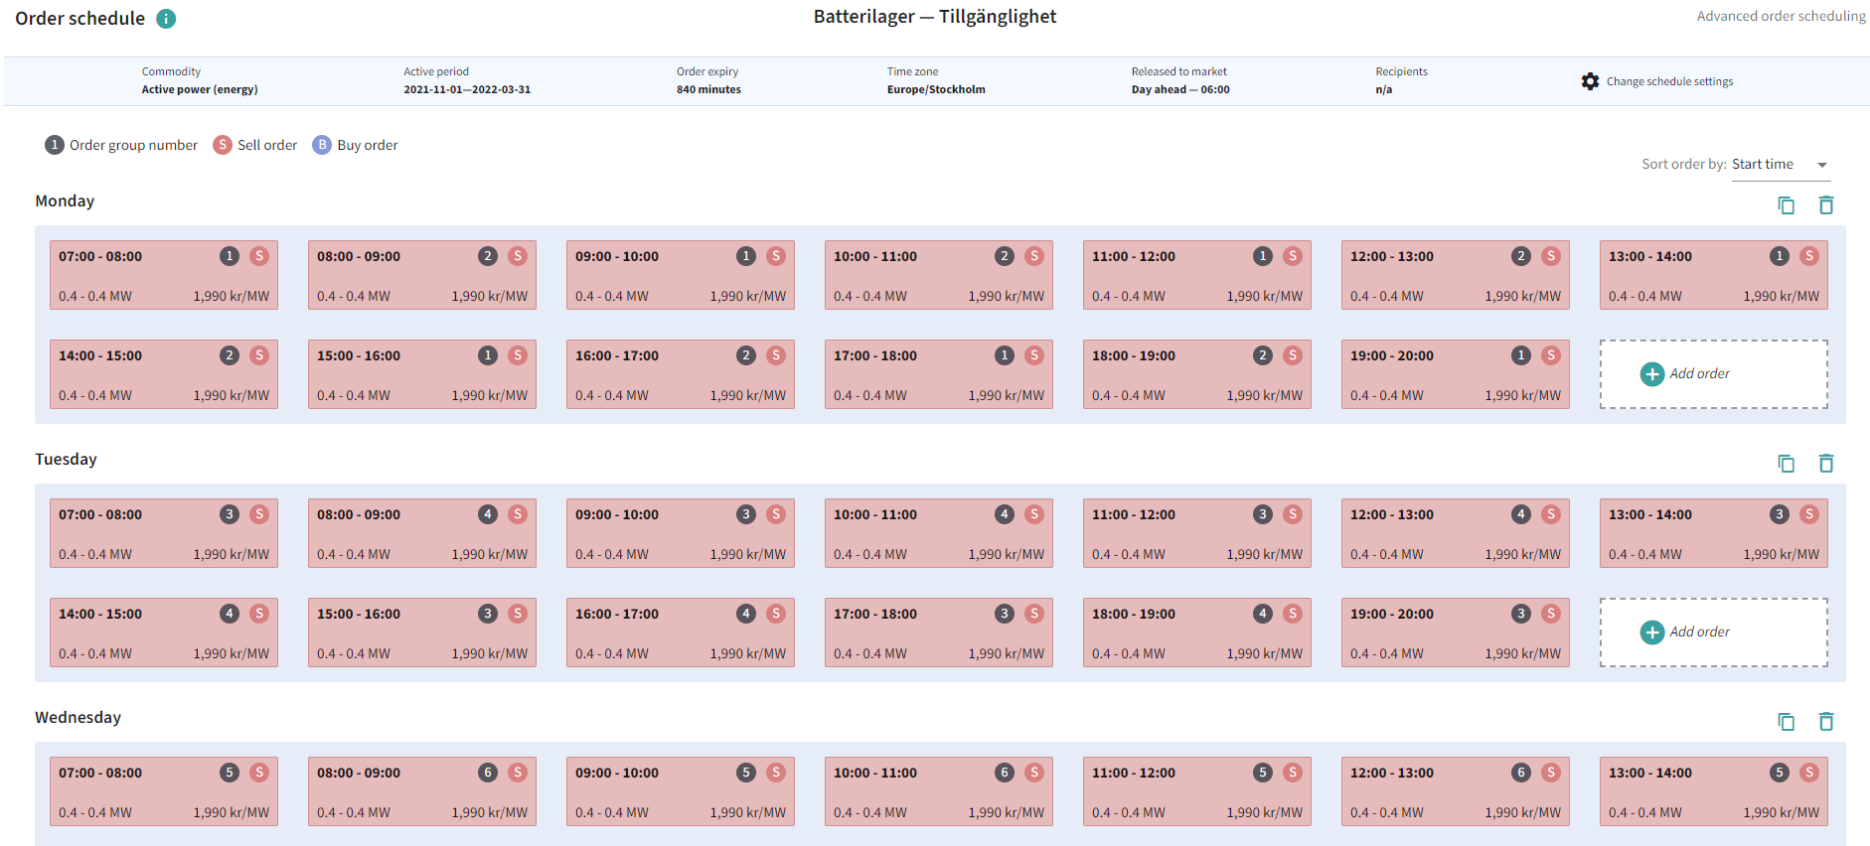 Order schedule i
Batterilager — Tillgänglighet
Advanced order scheduling
Commodity
Active power (energy)
Active period
2021-11-01—2022-03-31
Order expiry
840 minutes
Time zone
Europe/Stockholm
Released to market
Day ahead — 06:00
Recipients
n/a
Change schedule settings
1 Order group number S Sell order B Buy order
Sort order by: Start time
Monday
07:00 - 08:00 1 S
0.4 - 0.4 MW 1,990 kr/MW
08:00 - 09:00 2 S
0.4 - 0.4 MW 1,990 kr/MW
09:00 - 10:00 1 S
0.4 - 0.4 MW 1,990 kr/MW
10:00 - 11:00 2 S
0.4 - 0.4 MW 1,990 kr/MW
11:00 - 12:00 1 S
0.4 - 0.4 MW 1,990 kr/MW
12:00 - 13:00 2 S
0.4 - 0.4 MW 1,990 kr/MW
13:00 - 14:00 1 S
0.4 - 0.4 MW 1,990 kr/MW
14:00 - 15:00 2 S
0.4 - 0.4 MW 1,990 kr/MW
15:00 - 16:00 1 S
0.4 - 0.4 MW 1,990 kr/MW
16:00 - 17:00 2 S
0.4 - 0.4 MW 1,990 kr/MW
17:00 - 18:00 1 S
0.4 - 0.4 MW 1,990 kr/MW
18:00 - 19:00 2 S
0.4 - 0.4 MW 1,990 kr/MW
19:00 - 20:00 1 S
0.4 - 0.4 MW 1,990 kr/MW
Add order
Tuesday
07:00 - 08:00 3 S
0.4 - 0.4 MW 1,990 kr/MW
08:00 - 09:00 4 S
0.4 - 0.4 MW 1,990 kr/MW
09:00 - 10:00 3 S
0.4 - 0.4 MW 1,990 kr/MW
10:00 - 11:00 4 S
0.4 - 0.4 MW 1,990 kr/MW
11:00 - 12:00 3 S
0.4 - 0.4 MW 1,990 kr/MW
12:00 - 13:00 4 S
0.4 - 0.4 MW 1,990 kr/MW
13:00 - 14:00 3 S
0.4 - 0.4 MW 1,990 kr/MW
14:00 - 15:00 4 S
0.4 - 0.4 MW 1,990 kr/MW
15:00 - 16:00 3 S
0.4 - 0.4 MW 1,990 kr/MW
16:00 - 17:00 4 S
0.4 - 0.4 MW 1,990 kr/MW
17:00 - 18:00 3 S
0.4 - 0.4 MW 1,990 kr/MW
18:00 - 19:00 4 S
0.4 - 0.4 MW 1,990 kr/MW
19:00 - 20:00 3 S
0.4 - 0.4 MW 1,990 kr/MW
Add order
Wednesday
07:00 - 08:00 5 S
0.4 - 0.4 MW 1,990 kr/MW
08:00 - 09:00 6 S
0.4 - 0.4 MW 1,990 kr/MW
09:00 - 10:00 5 S
0.4 - 0.4 MW 1,990 kr/MW
10:00 - 11:00 6 S
0.4 - 0.4 MW 1,990 kr/MW
11:00 - 12:00 5 S
0.4 - 0.4 MW 1,990 kr/MW
12:00 - 13:00 6 S
0.4 - 0.4 MW 1,990 kr/MW
13:00 - 14:00 5 S
0.4 - 0.4 MW 1,990 kr/MW